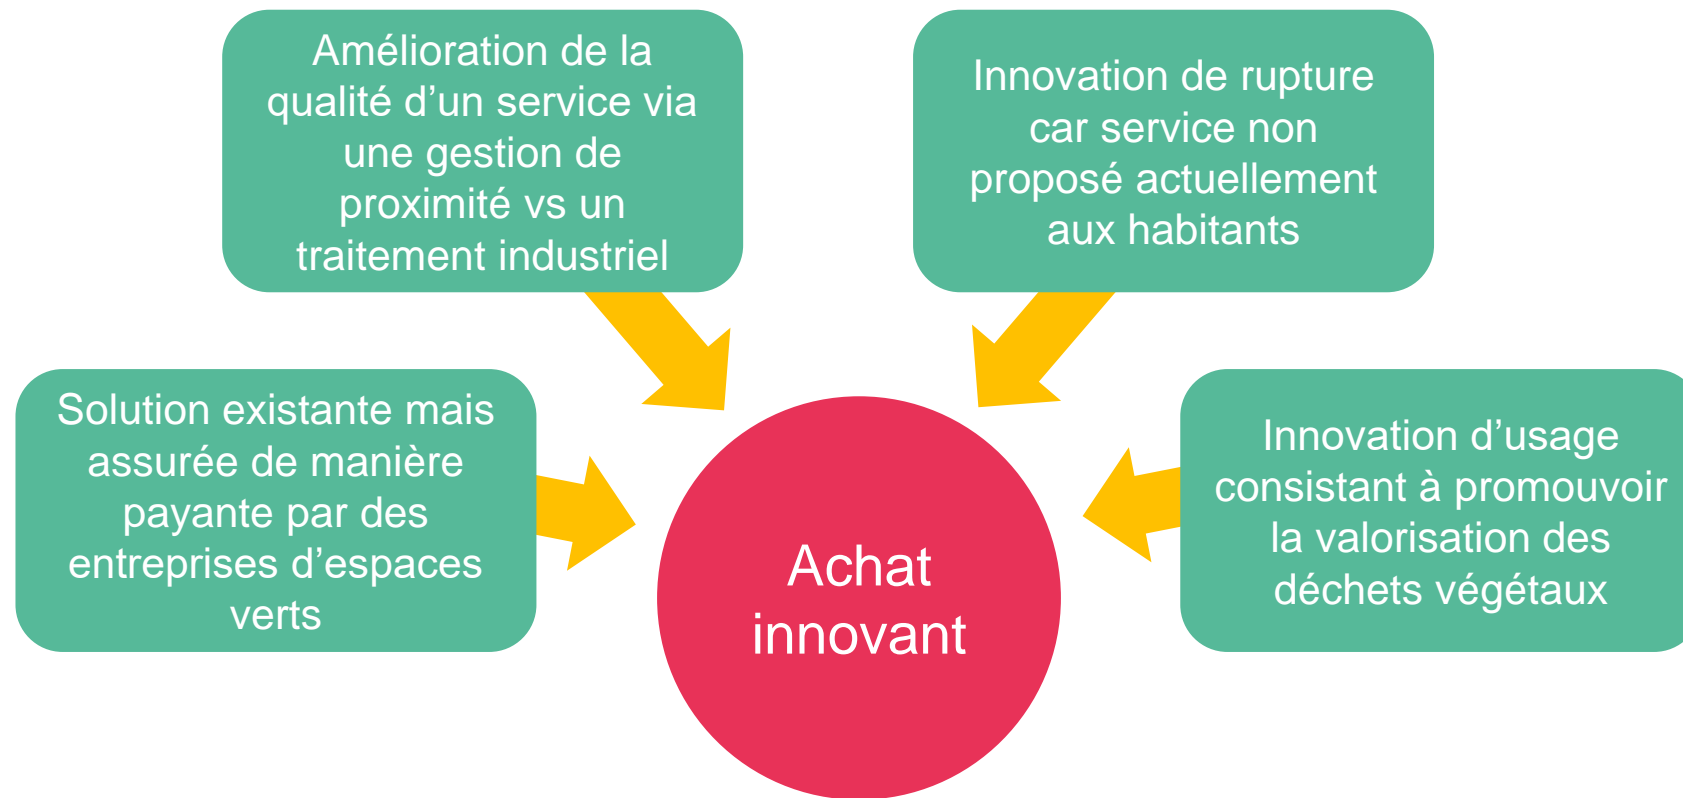 Amélioration de la
qualité d’un service via
une gestion de
proximité vs un
traitement industriel
Innovation de rupture
car service non
proposé actuellement
aux habitants
Solution existante mais
assurée de manière
payante par des
entreprises d’espaces
verts
Innovation d’usage
consistant à promouvoir
la valorisation des
déchets végétaux
Achat
innovant